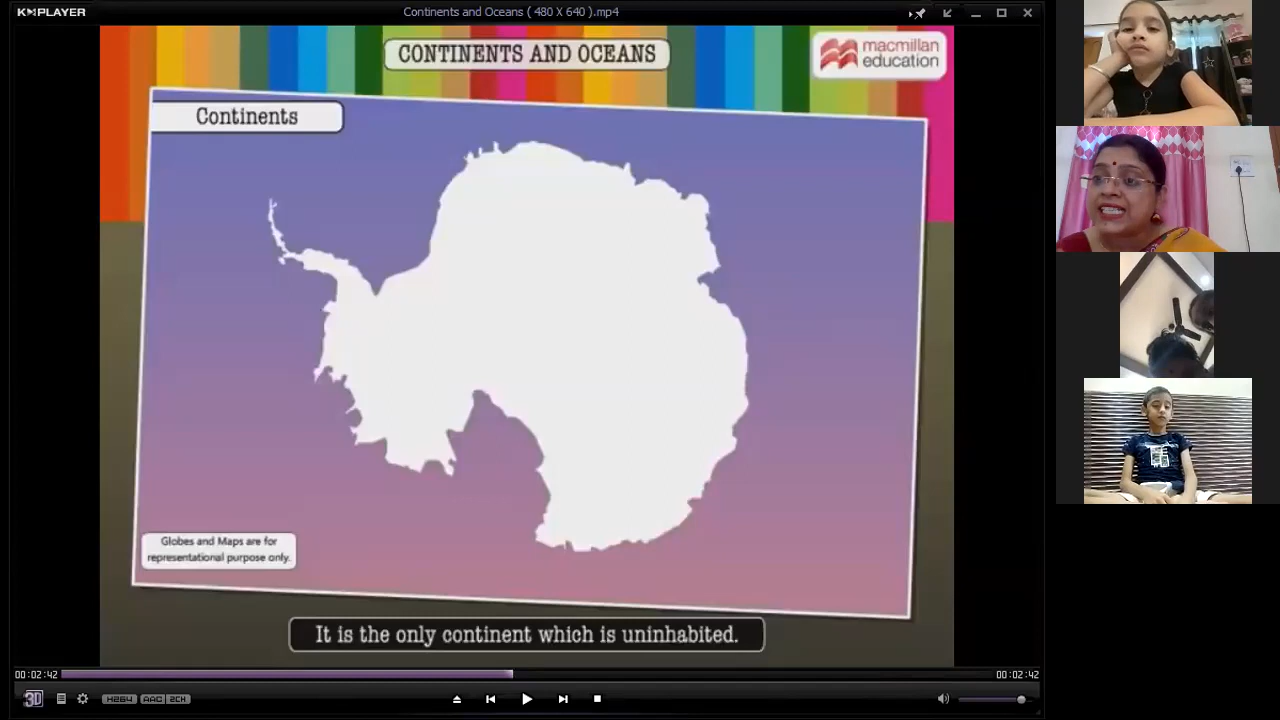 KMPLAYER
Continents and Oceans ( 480 X 640 ).mp4
CONTINENTS AND OCEANS
macmillan
education
Continents
Globes and Maps are for
representational purpose only.
It is the only continent which is uninhabited.
00:02:42
00:02:42
3D
H264
AAC
2CH